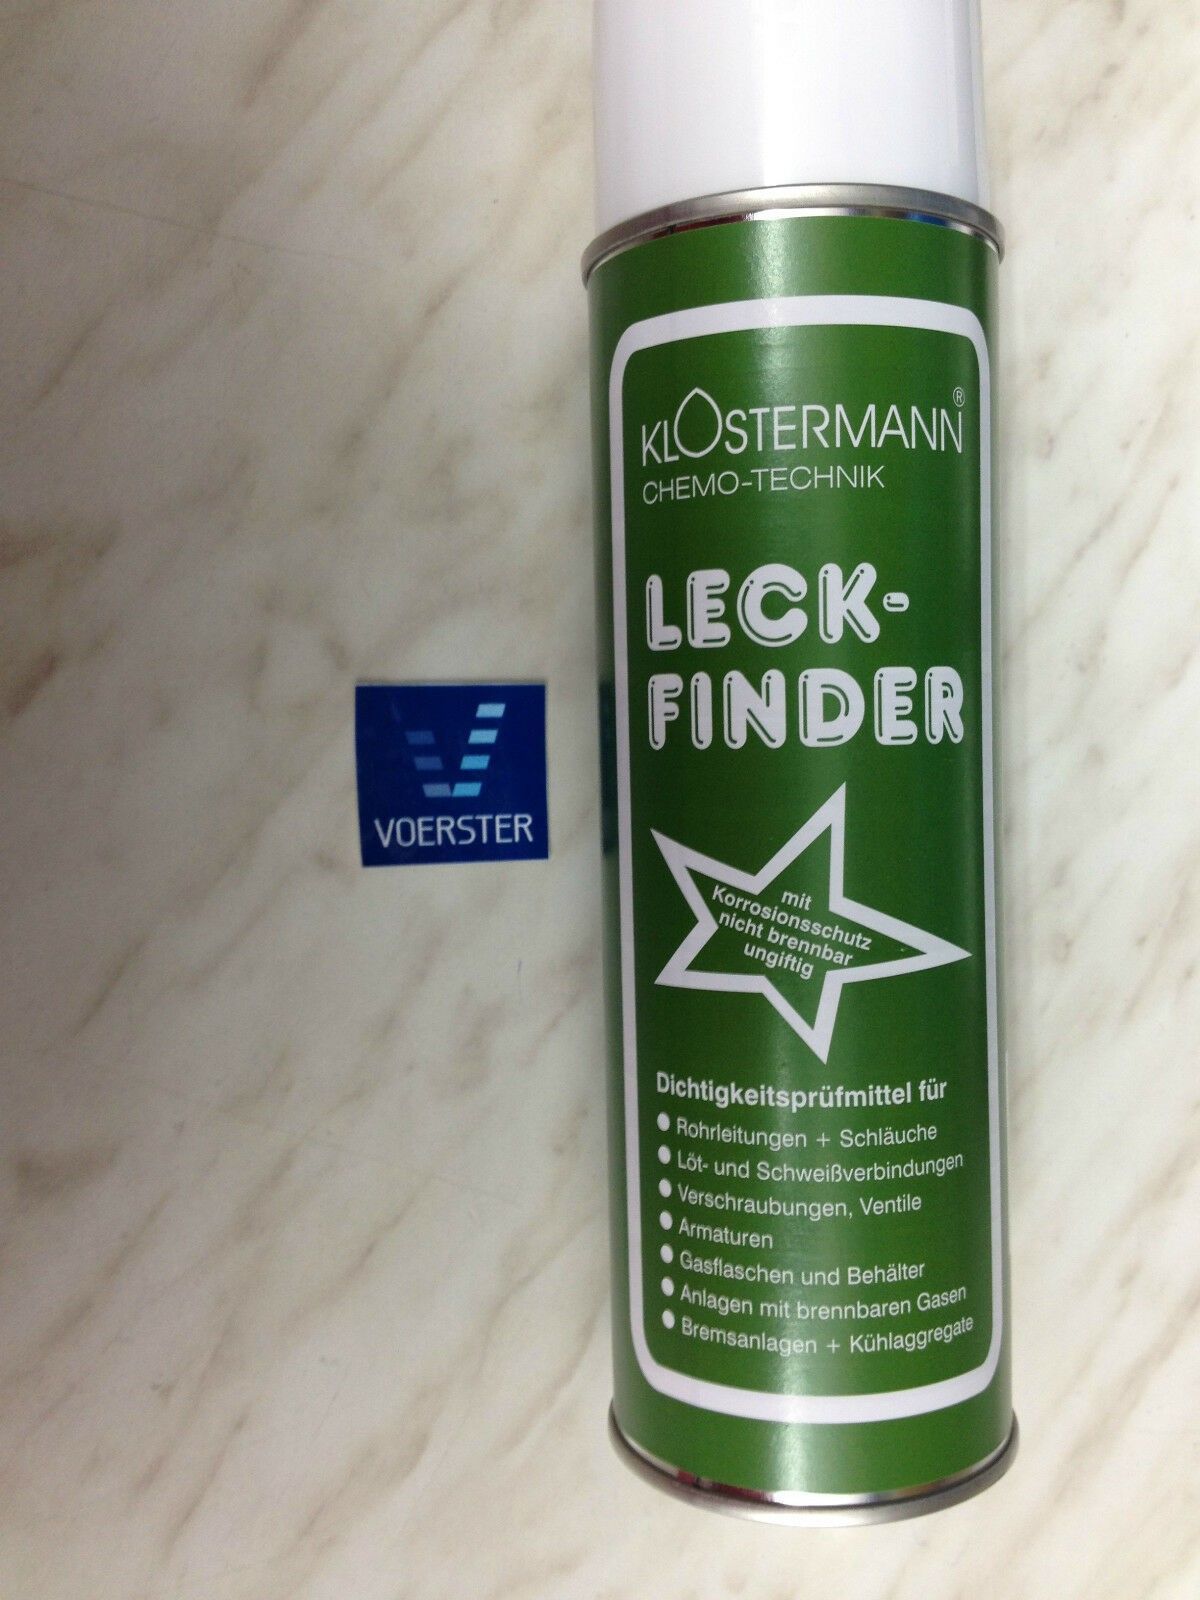 KLOSTERMANN®
CHEMO-TECHNIK
LECK-
FINDER
mit
Korrosionsschutz
nicht brennbar
ungiftig
Dichtigkeitsprüfmittel für
Rohrleitungen + Schläuche
Löt- und Schweißverbindungen
Verschraubungen, Ventile
Armaturen
Gasflaschen und Behälter
Anlagen mit brennbaren Gasen
Bremsanlagen + Kühlaggregate
VOERSTER